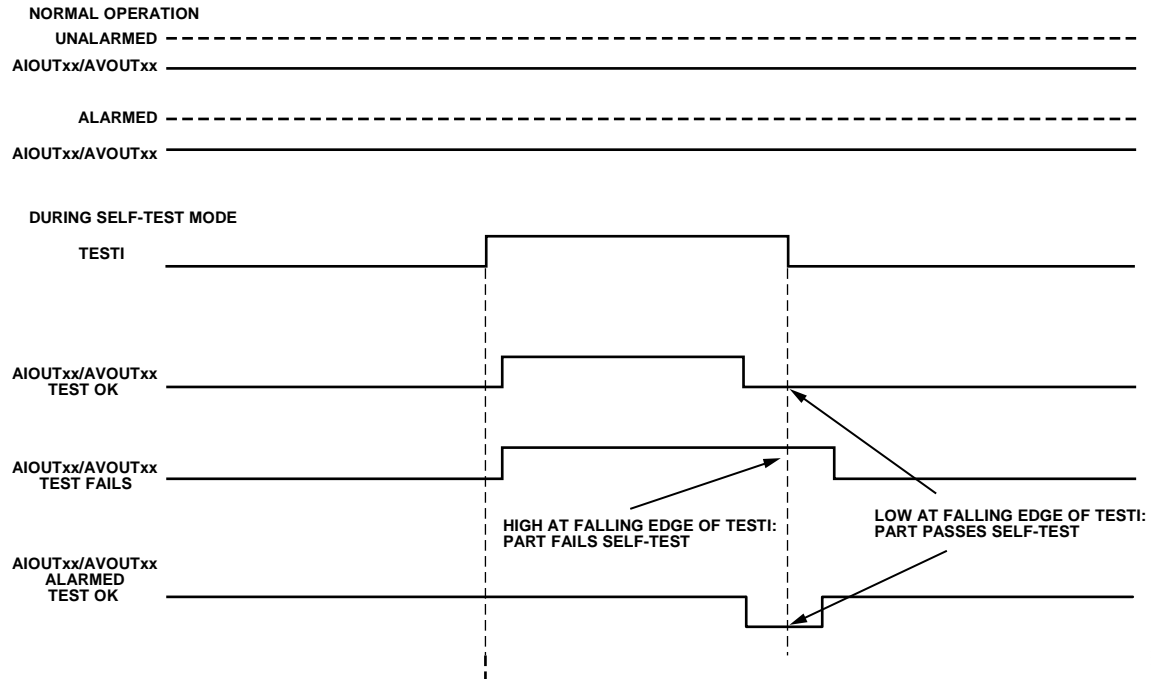 NORMAL OPERATION
UNALARMED
AIOUTxx/AVOUTxx
ALARMED
AIOUTxx/AVOUTxx
DURING SELF-TEST MODE
TESTI
AIOUTxx/AVOUTxx
TEST OK
AIOUTxx/AVOUTxx
TEST FAILS
HIGH AT FALLING EDGE OF TESTI:
PART FAILS SELF-TEST
LOW AT FALLING EDGE OF TESTI:
PART PASSES SELF-TEST
AIOUTxx/AVOUTxx
ALARMED
TEST OK